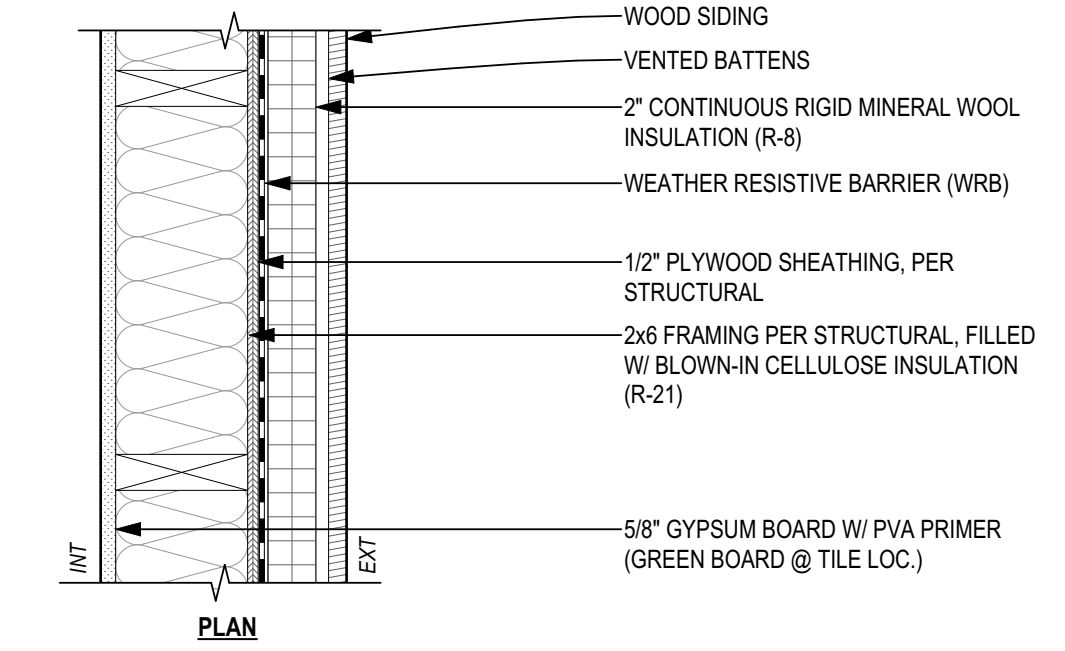 WOOD SIDING
VENTED BATTENS
2" CONTINUOUS RIGID MINERAL WOOL
INSULATION (R-8)
WEATHER RESISTIVE BARRIER (WRB)
1/2" PLYWOOD SHEATHING, PER
STRUCTURAL
2x6 FRAMING PER STRUCTURAL, FILLED
W/ BLOWN-IN CELLULOSE INSULATION
(R-21)
5/8" GYPSUM BOARD W/ PVA PRIMER
(GREEN BOARD @ TILE LOC.)
INT
EXT
PLAN